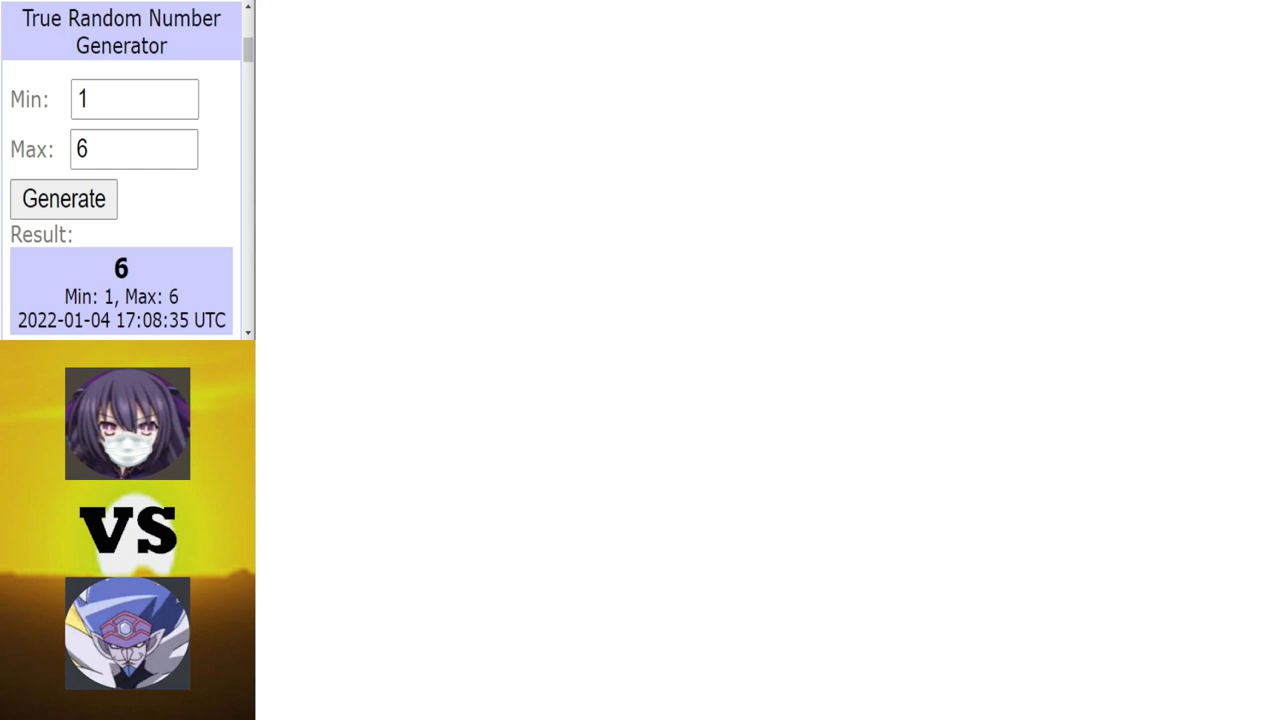 True Random Number
Generator
Min: 1
Max: 6
Generate
Result:
6
Min: 1, Max: 6
2022-01-04 17:08:35 UTC
VS